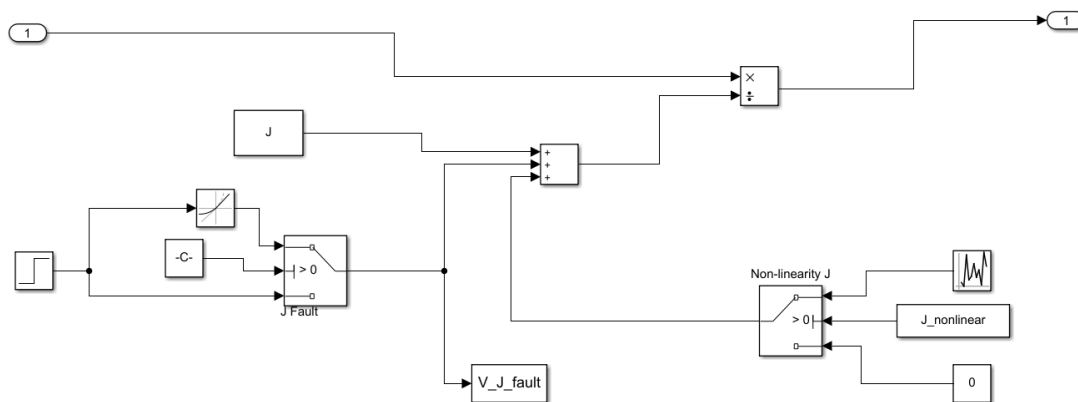 1
1
×
÷
J
+
+
+
-C-
> 0
J Fault
Non-linearity J
> 0
J_nonlinear
V_J_fault
0